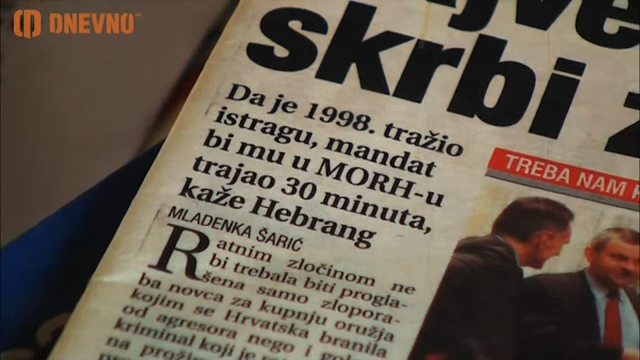 DNEVNO
skrbi z
Da je 1998. tražio
istragu, mandat
bi mu u MORH-u
trajao 30 minuta,
kaže Hebrang
TREBA NAM
MLADENKA ŠARIĆ
Ratnim zločinom ne
bi trebala biti progla-
šena samo zlopora-
ba novca za kupnju oružja
kojim se Hrvatska branila
od agresora nego i
kriminal koji je